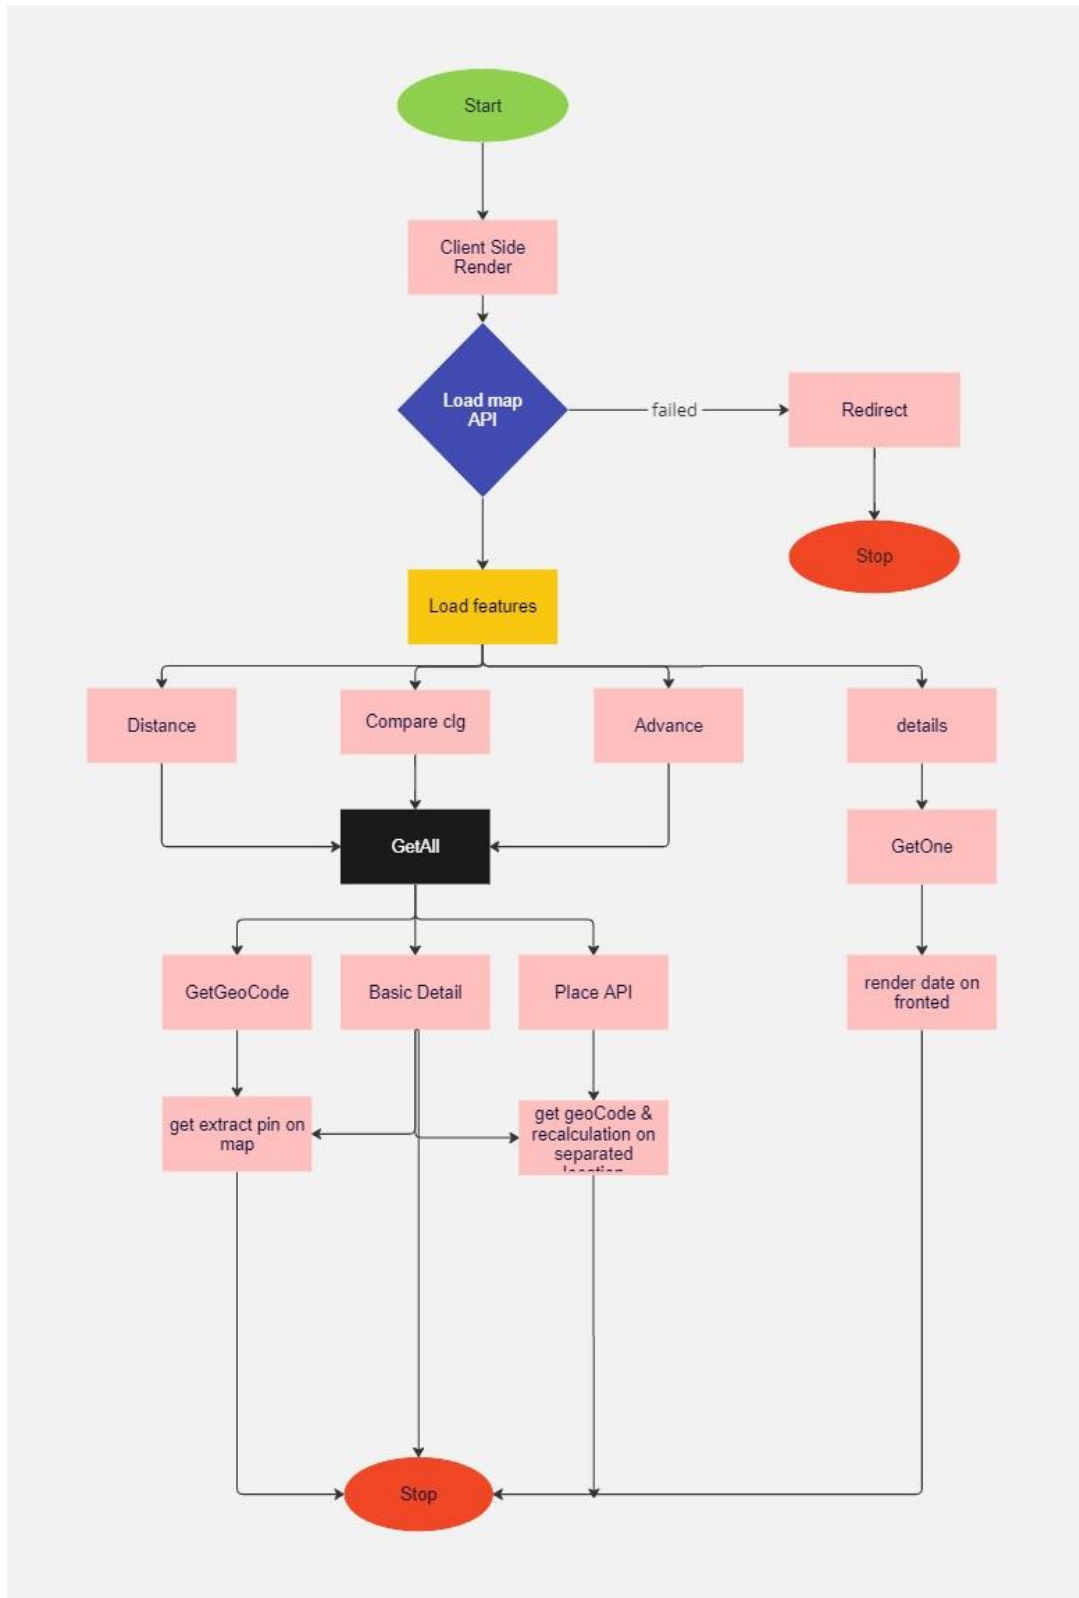 Start
Client Side
Render
Load map
API
failed
Redirect
Stop
Load features
Distance
Compare clg
Advance
details
GetAll
GetOne
GetGeoCode
Basic Detail
Place API
render date on
fronted
get extract pin on
map
get geoCode &
recalculation on
separated
location
Stop